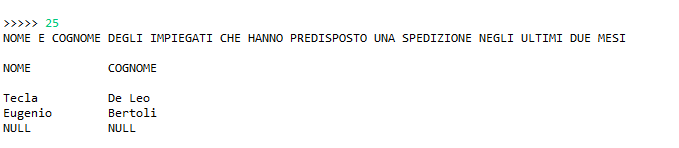 >>>>> 25
NOME E COGNOME DEGLI IMPIEGATI CHE HANNO PREDISPOSTO UNA SPEDIZIONE NEGLI ULTIMI DUE MESI
NOME COGNOME
Tecla De Leo
Eugenio Bertoli
NULL NULL